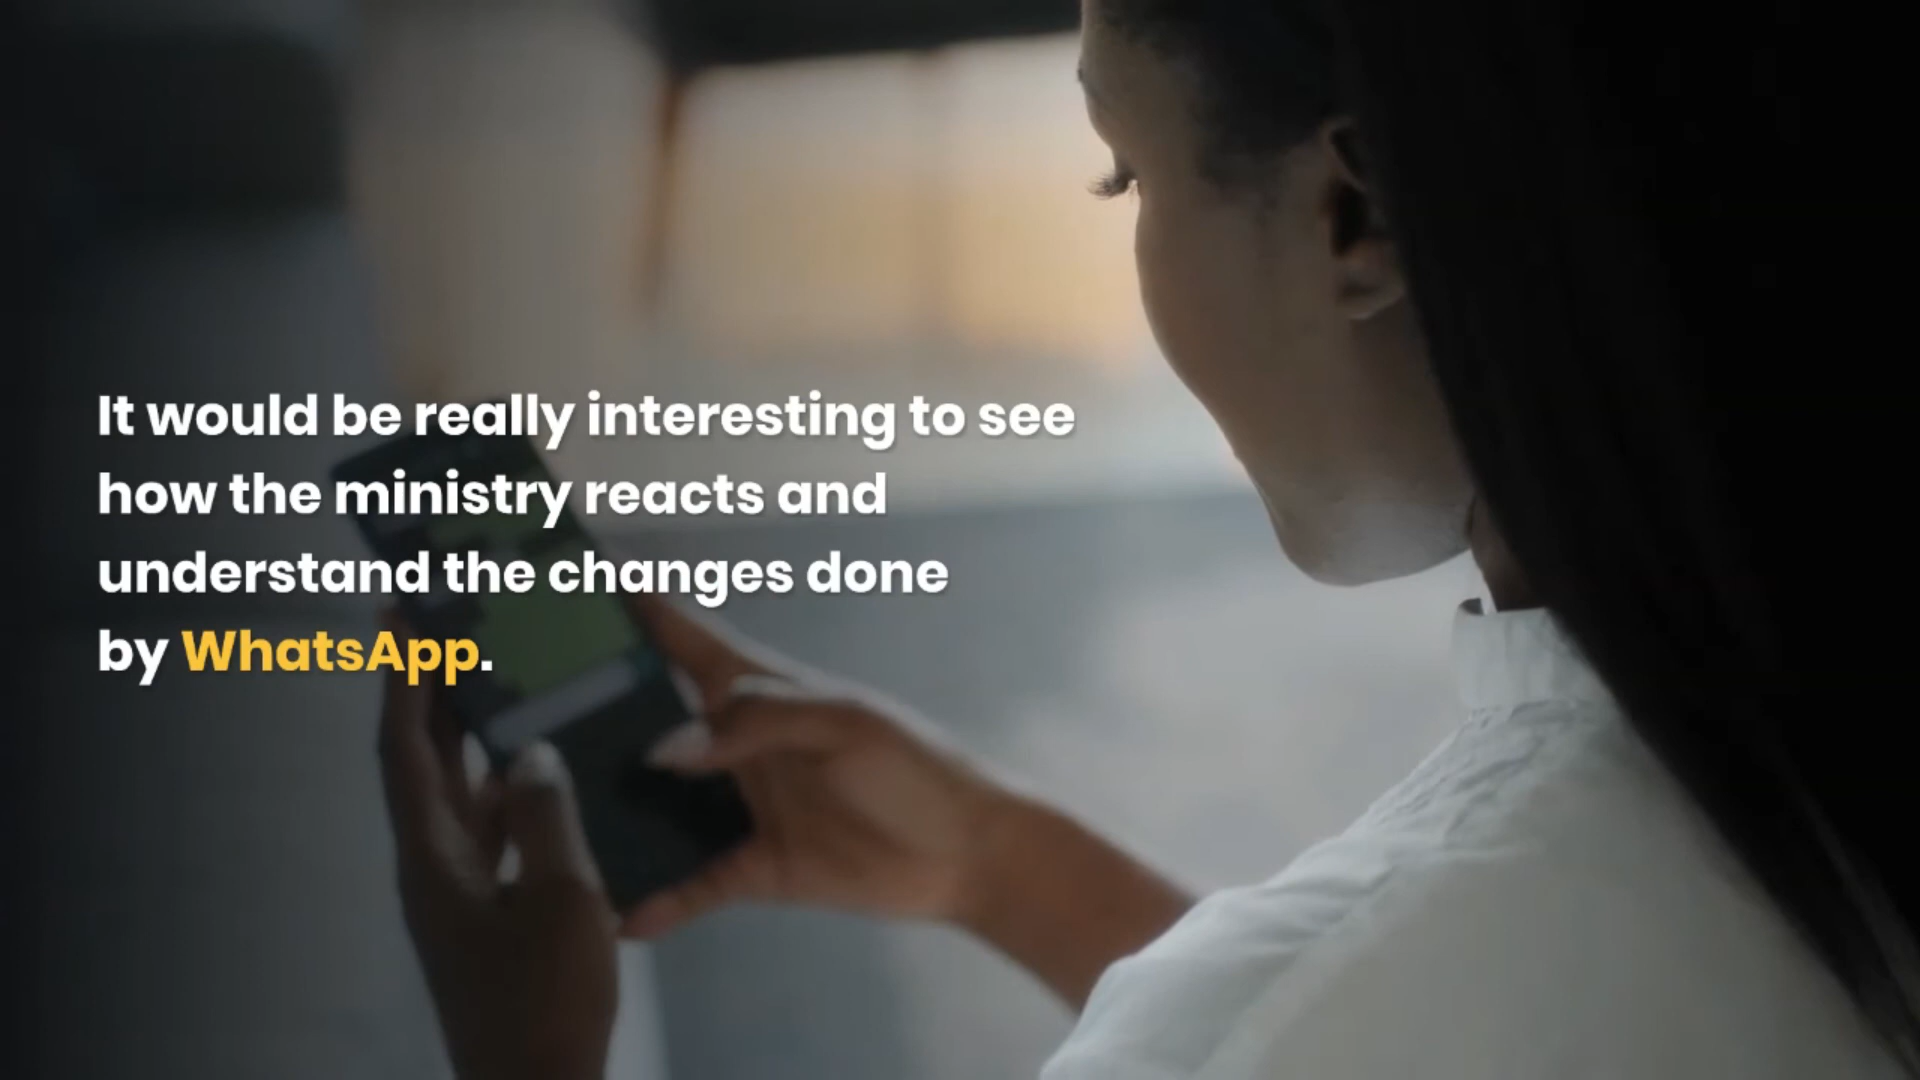 It would be really interesting to see
how the ministry reacts and
understand the changes done
by WhatsApp.